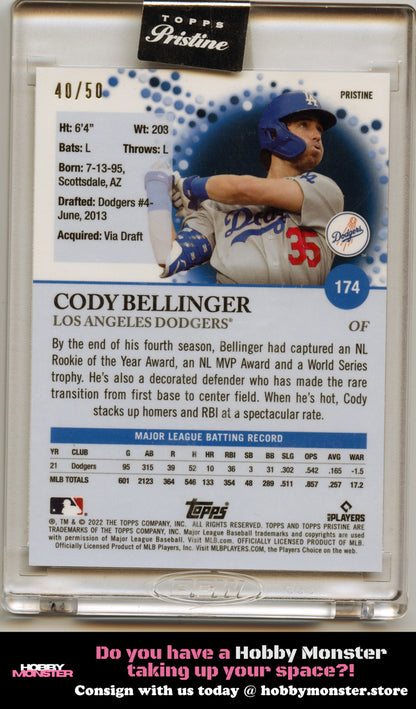 TOPPS
Pristine
40/50
PRISTINE
Ht: 6'4" Wt: 203
Bats: L Throws: L
Born: 7-13-95,
Scottsdale, AZ
Drafted: Dodgers #4-
June, 2013
Acquired: Via Draft
LA
Dodgers
35
Dodgers
174
CODY BELLINGER
LOS ANGELES DODGERS® OF
By the end of his fourth season, Bellinger had captured an NL
Rookie of the Year Award, an NL MVP Award and a World Series
trophy. He's also a decorated defender who has made the rare
transition from first base to center field. When he's hot, Cody
stacks up homers and RBI at a spectacular rate.
MAJOR LEAGUE BATTING RECORD
YR CLUB G AB R H 2B 3B HR RBI SB BB SLG OPS AVG WAR
21 Dodgers 95 315 39 52 10 36 3 31 .302 .542 .165 -1.5
MLB TOTALS 601 2123 364 546 133 354 48 289 .511 .857 .257 17.2
Topps
MLB PLAYERS
®, TM & © 2022 THE TOPPS COMPANY, INC. ALL RIGHTS RESERVED. TOPPS AND TOPPS PRISTINE ARE
TRADEMARKS OF THE TOPPS COMPANY, INC. Major League Baseball trademarks and copyrights are used
with permission of Major League Baseball. Visit MLB.com. OFFICIALLY LICENSED PRODUCT OF MLB.
Officially Licensed Product of MLB Players, Inc. Visit MLBPLAYERS.COM, the Players Choice on the web.
HOBBY
MONSTER
Do you have a Hobby Monster
taking up your space?!
Consign with us today @ hobbymonster.store